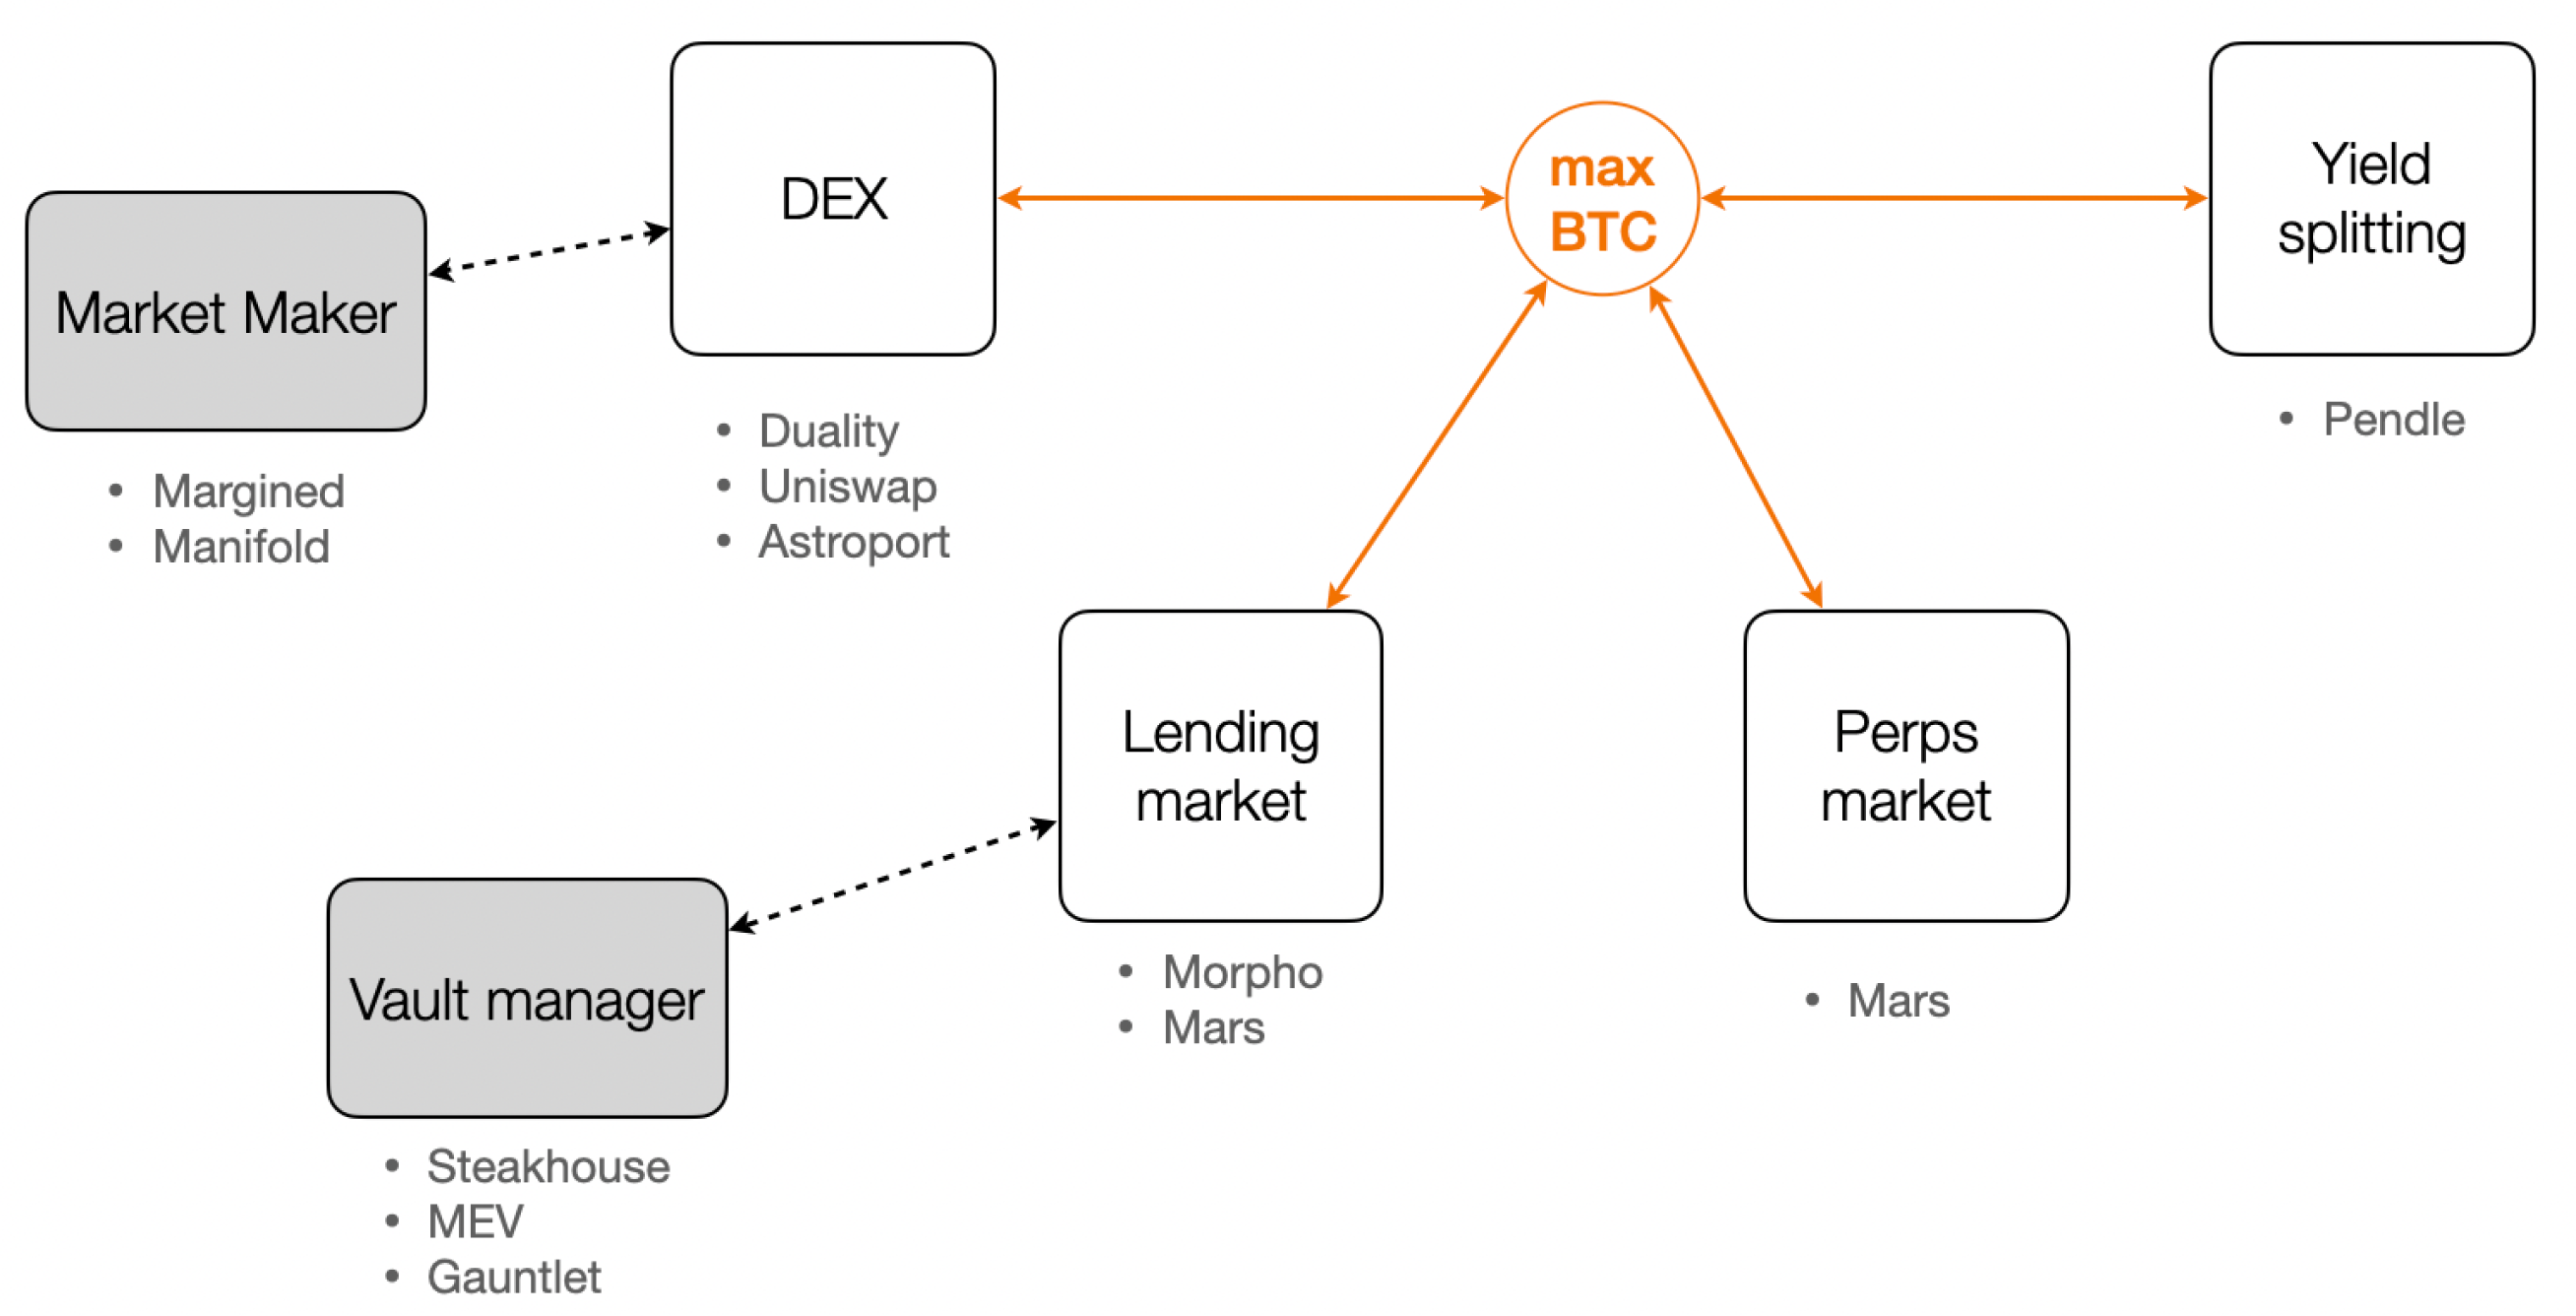 DEX
max
BTC
Yield
splitting
Market Maker
• Margined
• Manifold
• Duality
• Uniswap
• Astroport
• Pendle
Lending
market
Perps
market
Vault manager
• Morpho
• Mars
• Mars
• Steakhouse
• MEV
• Gauntlet